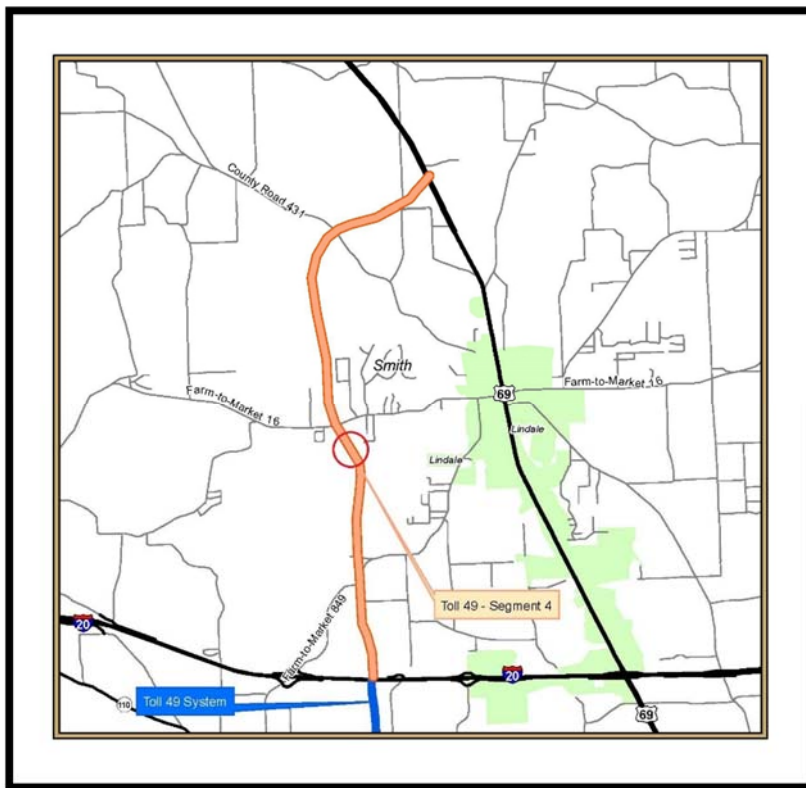 County Road 431
Smith
Farm-to-Market 16
Farm-to-Market 16
69
Lindale
Lindale
Toll 49 - Segment 4
Farm-to-Market 849
20
20
110
Toll 49 System
69